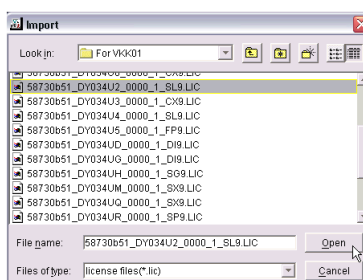 Import
Look in: For VKK01
58730b51_DY034U2_0000_1_SL9.LIC
58730b51_DY034U3_0000_1_CX9.LIC
58730b51_DY034U4_0000_1_SL9.LIC
58730b51_DY034U5_0000_1_FP9.LIC
58730b51_DY034UD_0000_1_DI9.LIC
58730b51_DY034UG_0000_1_DI9.LIC
58730b51_DY034UH_0000_1_SG9.LIC
58730b51_DY034UM_0000_1_SX9.LIC
58730b51_DY034UQ_0000_1_SX9.LIC
58730b51_DY034UR_0000_1_SP9.LIC
File name: 58730b51_DY034U2_0000_1_SL9.LIC Open
Files of type: license files(*.lic) Cancel